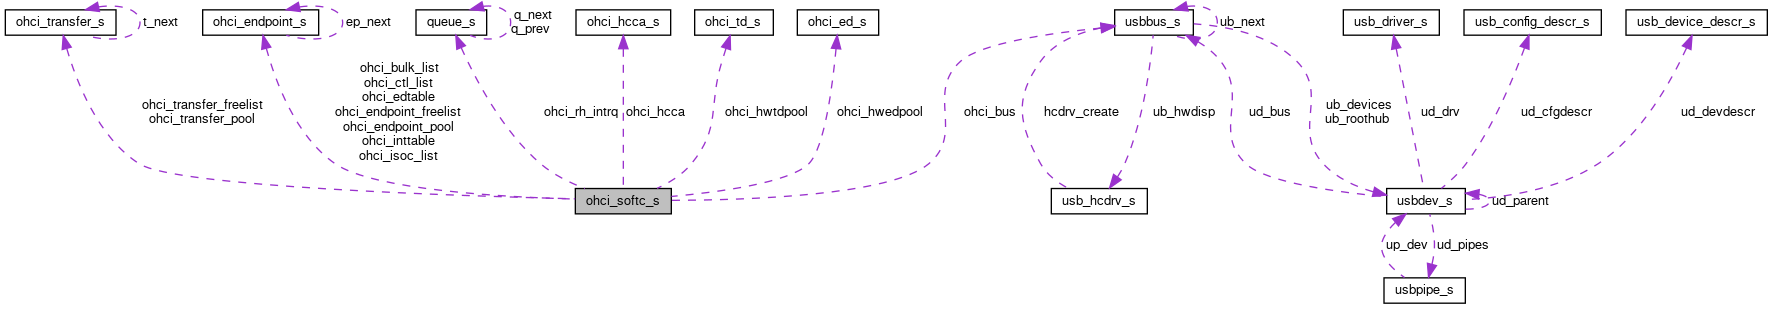 ohci_transfer_s
t_next
ohci_endpoint_s
ep_next
queue_s
q_next
q_prev
ohci_hcca_s
ohci_td_s
ohci_ed_s
usbbus_s
ub_next
usb_driver_s
usb_config_descr_s
usb_device_descr_s
ohci_transfer_freelist
ohci_transfer_pool
ohci_bulk_list
ohci_ctl_list
ohci_edtable
ohci_endpoint_freelist
ohci_endpoint_pool
ohci_inttable
ohci_isoc_list
ohci_rh_intrq
ohci_hcca
ohci_hwtdpool
ohci_hwedpool
ohci_bus
hcdrv_create
ub_hwdisp
ud_bus
ub_devices
ub_roothub
ud_drv
ud_cfgdescr
ud_devdescr
ohci_softc_s
usb_hcdrv_s
usbdev_s
ud_parent
up_dev
ud_pipes
usbpipe_s